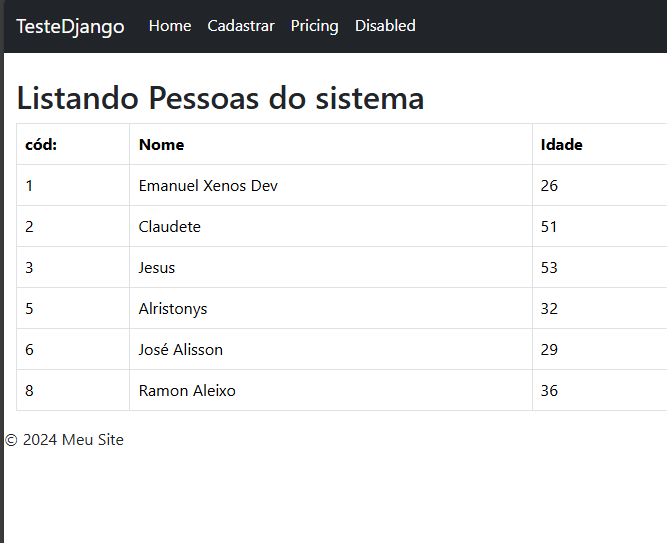 TesteDjango Home Cadastrar Pricing Disabled
Listando Pessoas do sistema
cód: Nome Idade
1 Emanuel Xenos Dev 26
2 Claudete 51
3 Jesus 53
5 Alristonys 32
6 José Alisson 29
8 Ramon Aleixo 36
© 2024 Meu Site